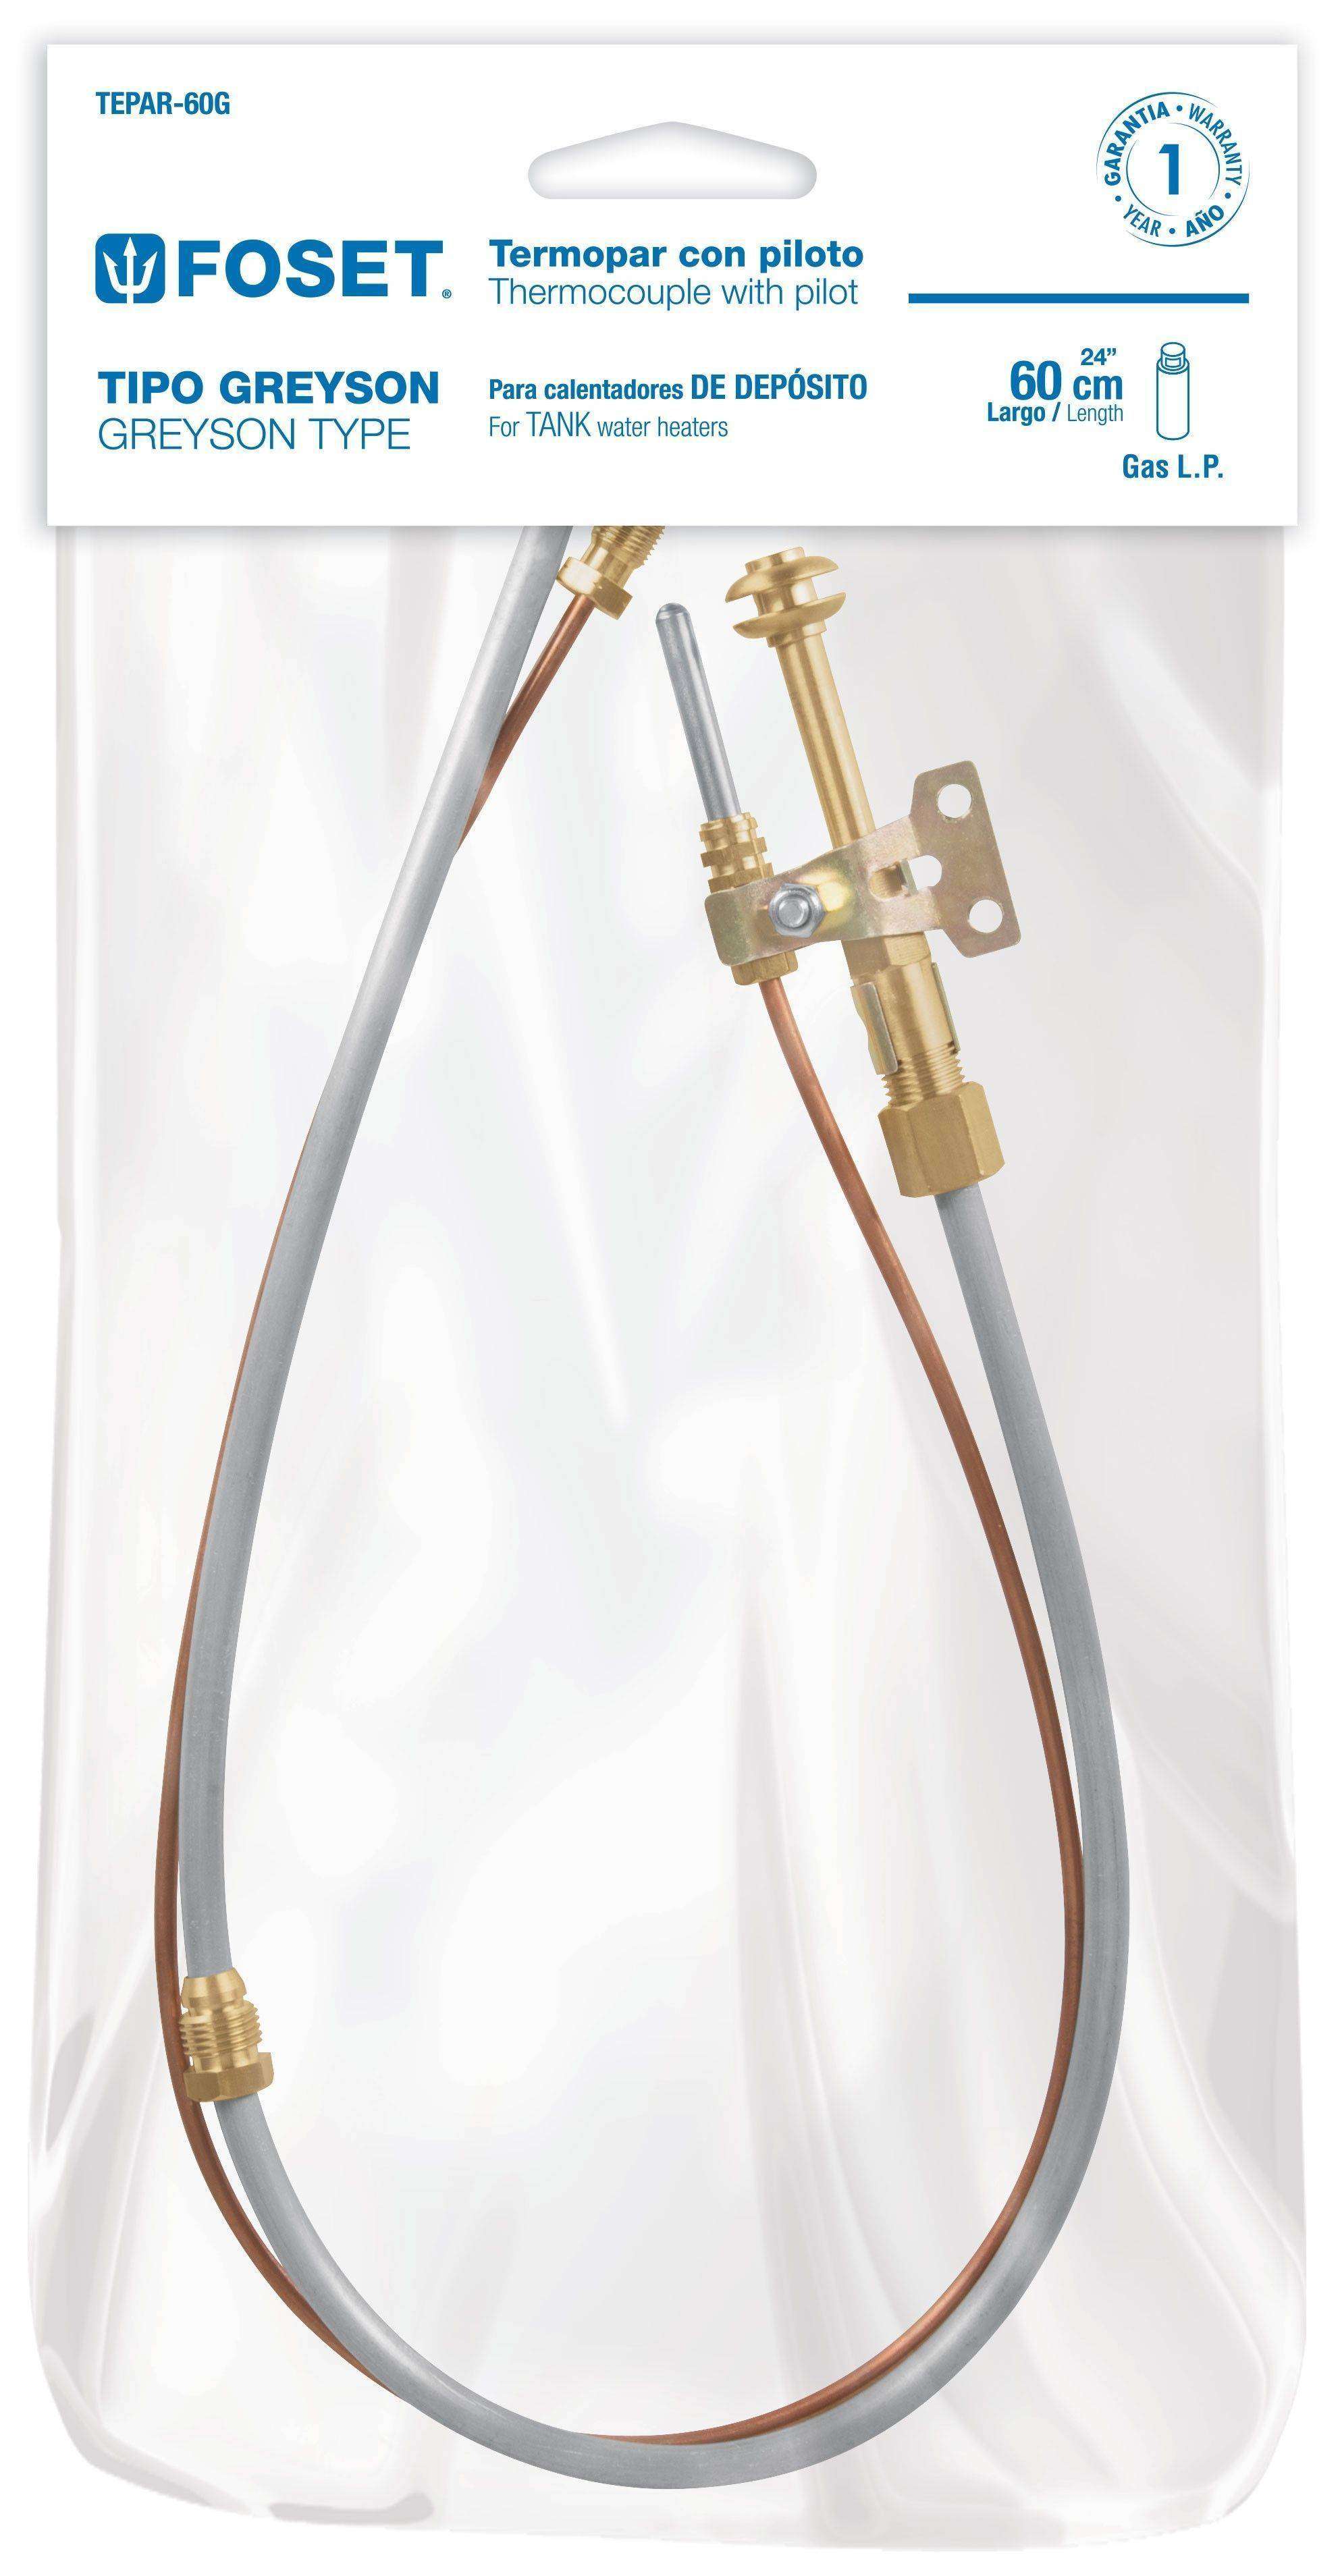 TEPAR-60G
GARANTIA • WARRANTY • AÑO • YEAR •
1
FOSET®
Termopar con piloto
Thermocouple with pilot
TIPO GREYSON
GREYSON TYPE
Para calentadores DE DEPÓSITO
For TANK water heaters
24”
60 cm
Largo / Length
Gas L.P.